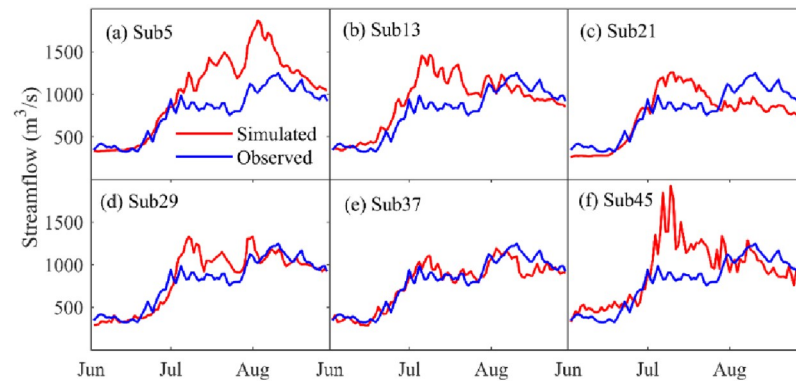 (a) Sub5
(b) Sub13
(c) Sub21
1500
1000
500
Simulated
Observed
Streamflow (m³/s)
(d) Sub29
(e) Sub37
(f) Sub45
1500
1000
500
Jun Jul Aug Jun Jul Aug Jun Jul Aug